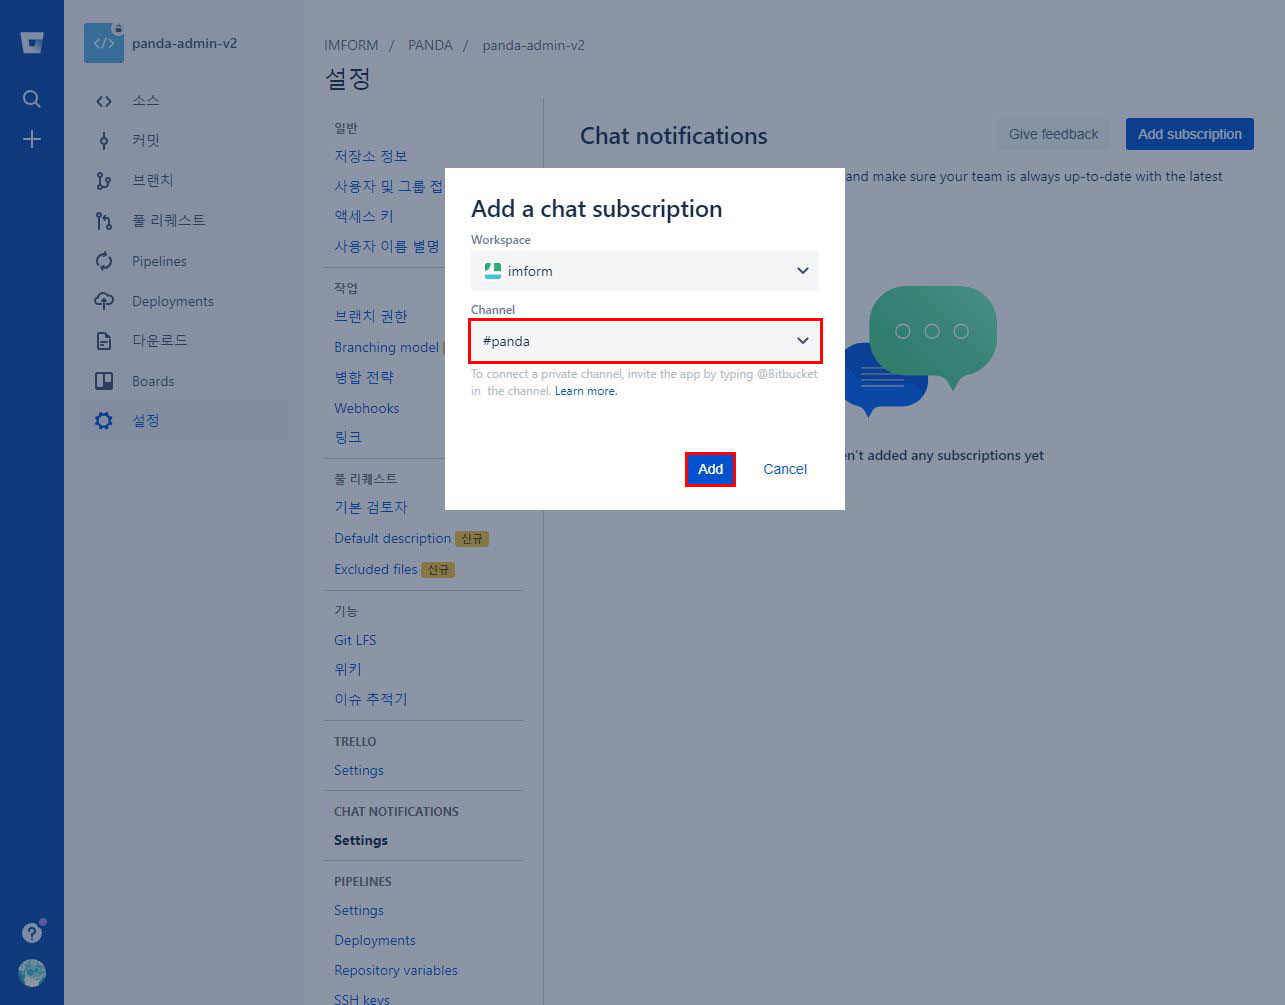 panda-admin-v2
소스
커밋
브랜치
풀 리퀘스트
Pipelines
Deployments
다운로드
Boards
설정
IMFORM / PANDA / panda-admin-v2
설정
일반
저장소 정보
사용자 및 그룹 접
액세스 키
사용자 이름 별명
작업
브랜치 권한
Branching model
병합 전략
Webhooks
링크
풀 리퀘스트
기본 검토자
Default description 신규
Excluded files 신규
기능
Git LFS
위키
이슈 추적기
TRELLO
Settings
CHAT NOTIFICATIONS
Settings
PIPELINES
Settings
Deployments
Repository variables
SSH keys
Chat notifications
Give feedback
Add subscription
and make sure your team is always up-to-date with the latest
n't added any subscriptions yet
Add a chat subscription
Workspace
imform
Channel
#panda
To connect a private channel, invite the app by typing @Bitbucket
in the channel. Learn more.
Add
Cancel